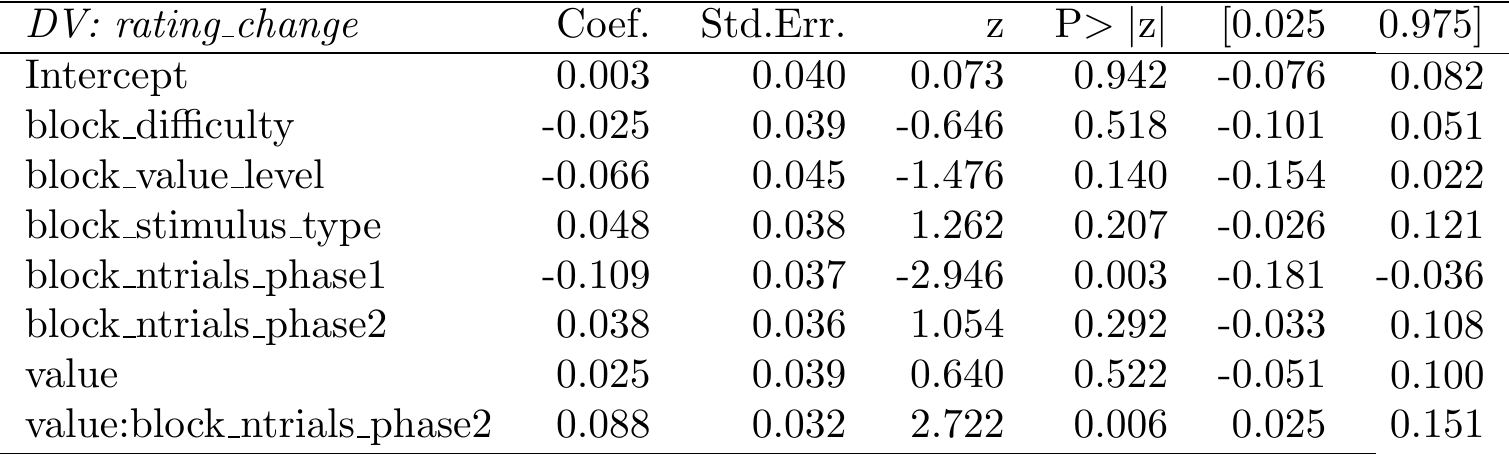 DV: rating_change Coef. Std.Err. z P> |z| [0.025 0.975]
Intercept 0.003 0.040 0.073 0.942 -0.076 0.082
block_difficulty -0.025 0.039 -0.646 0.518 -0.101 0.051
block_value_level -0.066 0.045 -1.476 0.140 -0.154 0.022
block_stimulus_type 0.048 0.038 1.262 0.207 -0.026 0.121
block_ntrials_phase1 -0.109 0.037 -2.946 0.003 -0.181 -0.036
block_ntrials_phase2 0.038 0.036 1.054 0.292 -0.033 0.108
value 0.025 0.039 0.640 0.522 -0.051 0.100
value:block_ntrials_phase2 0.088 0.032 2.722 0.006 0.025 0.151